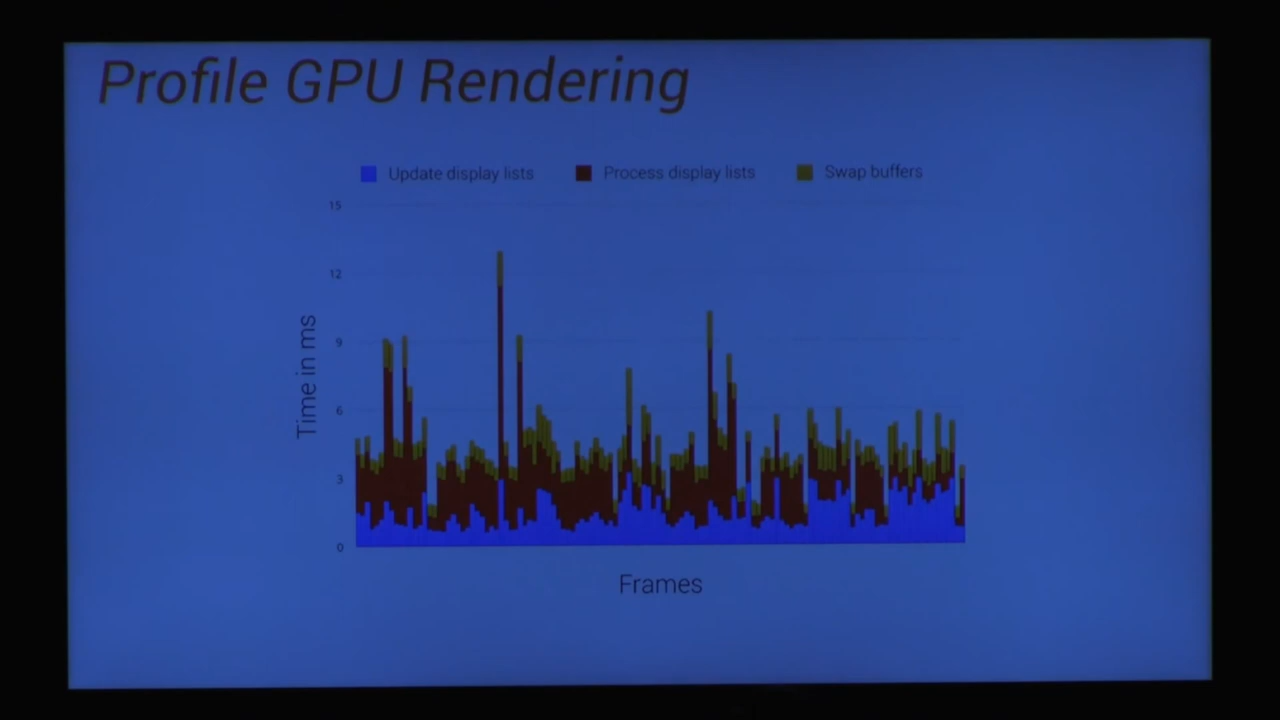 Profile GPU Rendering
Update display lists
Process display lists
Swap buffers
15
12
9
6
3
0
Time in ms
Frames